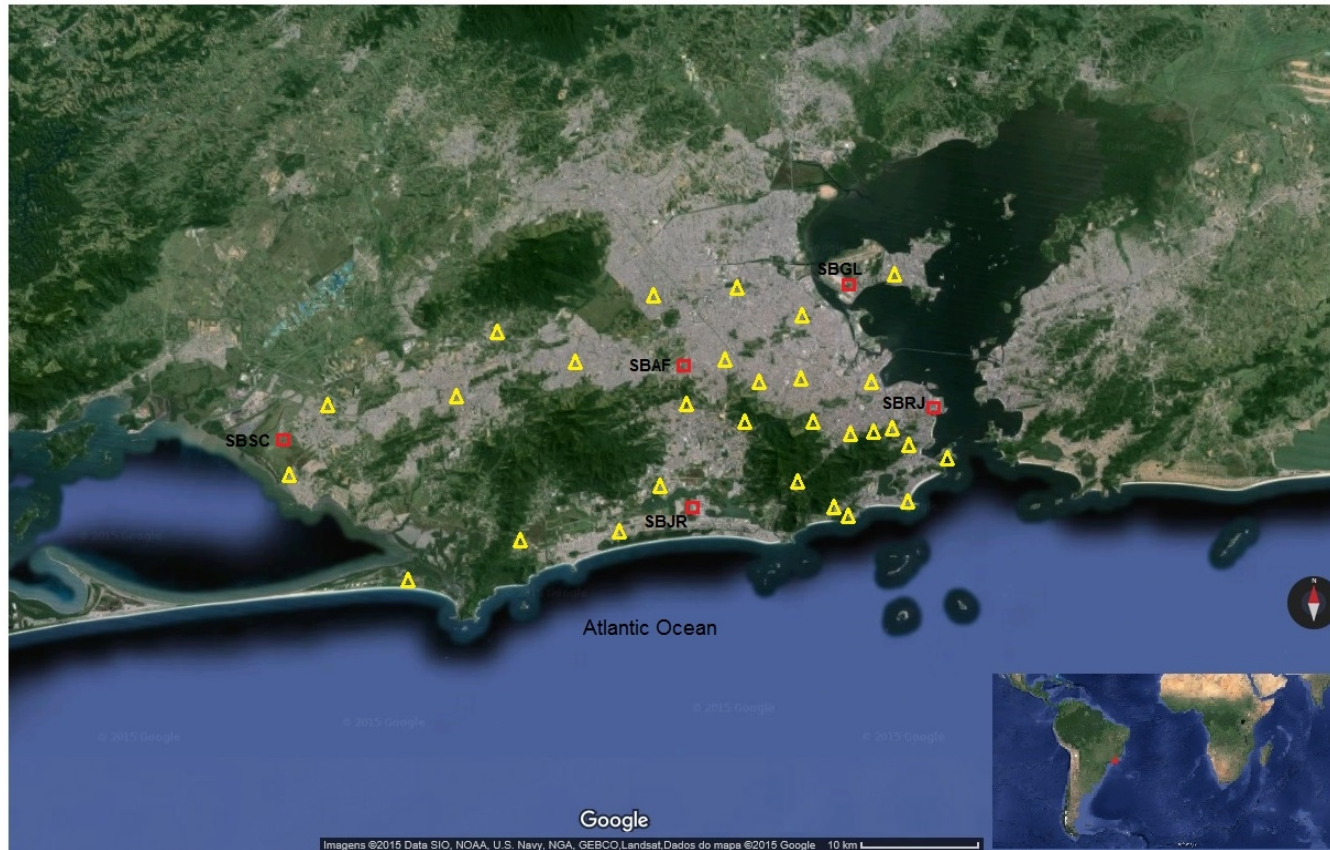 SBGL
SBAF
SBRJ
SBSC
SBJR
© 2015 Google
Atlantic Ocean
N
© 2015 Google
© 2015 Google
© 2015 Google
© 2015 Google
Google
Imagens ©2015 Data SIO, NOAA, U.S. Navy, NGA, GEBCO,Landsat,Dados do mapa ©2015 Google 10 km